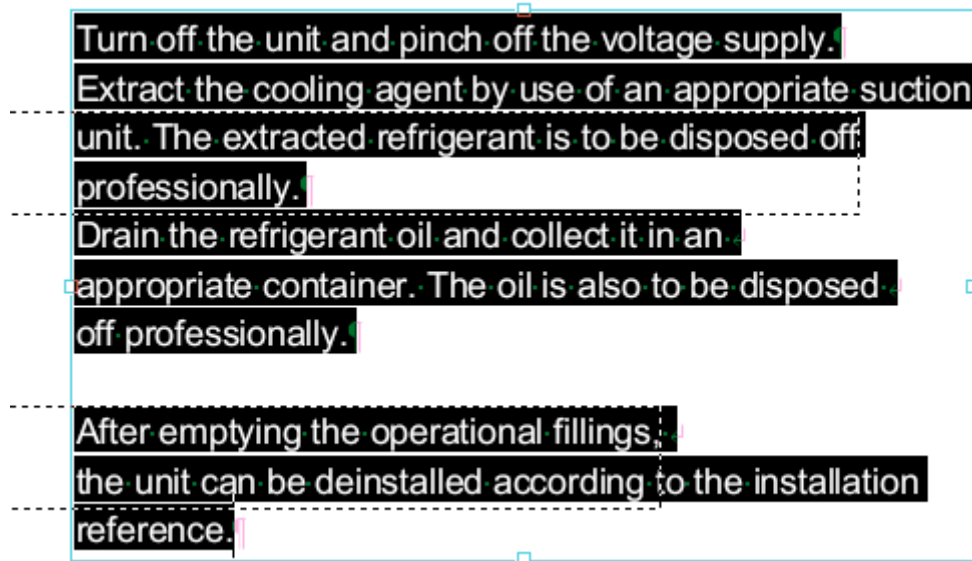 Turn off the unit and pinch off the voltage supply.
Extract the cooling agent by use of an appropriate suction
unit. The extracted refrigerant is to be disposed off
professionally.
Drain the refrigerant oil and collect it in an
appropriate container. The oil is also to be disposed
off professionally.
After emptying the operational fillings,
the unit can be deinstalled according to the installation
reference.